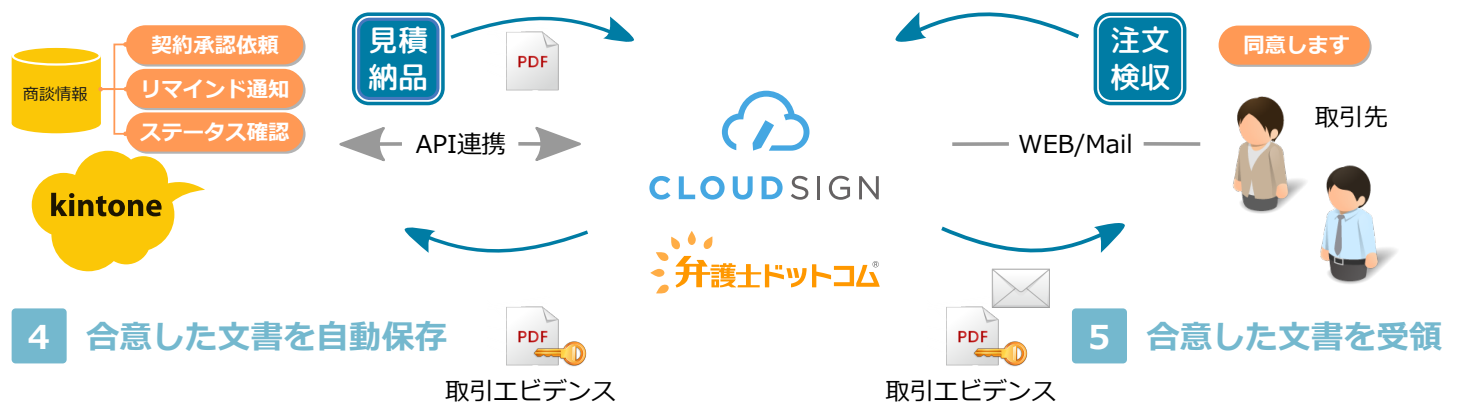 契約承認依頼
リマインド通知
ステータス確認
商談情報
kintone
見積
納品
PDF
API連携
CLOUDSIGN
弁護士ドットコム®
注文
検収
同意します
取引先
WEB/Mail
4 合意した文書を自動保存
PDF
取引エビデンス
PDF
取引エビデンス
5 合意した文書を受領